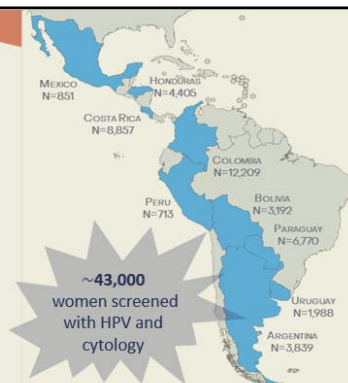 MEXICO
N=851
HONDURAS
N=4,405
COSTA RICA
N=8,857
COLOMBIA
N=12,209
PERU
N=713
BOLIVIA
N=3,192
PARAGUAY
N=6,770
URUGUAY
N=1,988
ARGENTINA
N=3,839
~43,000
women screened
with HPV and
cytology